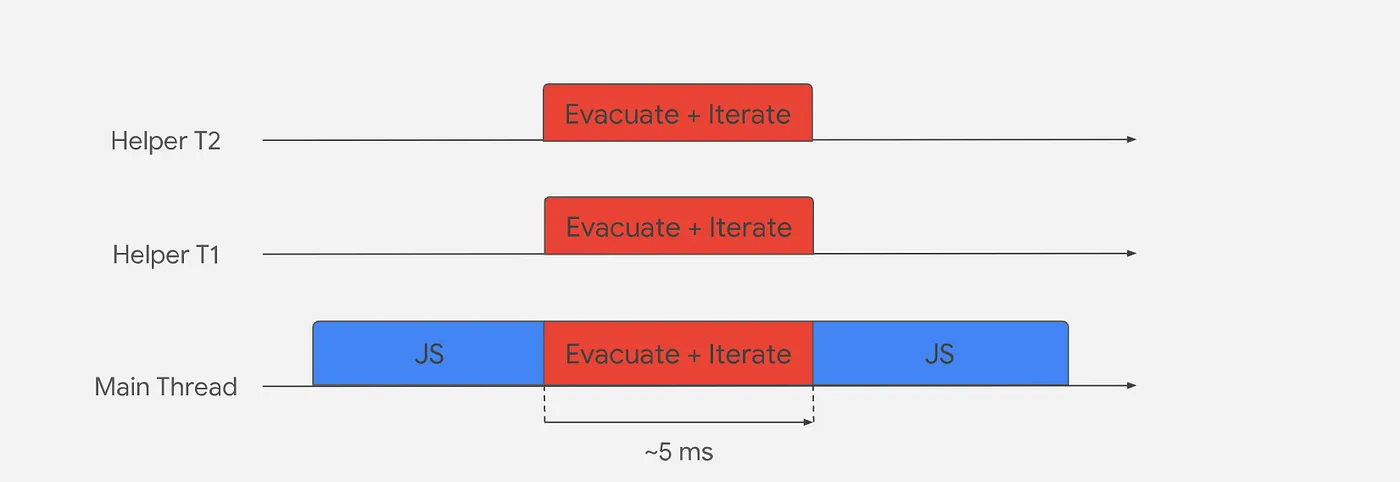 Evacuate + Iterate
Helper T2
Evacuate + Iterate
Helper T1
JS
Evacuate + Iterate
JS
Main Thread
~5 ms